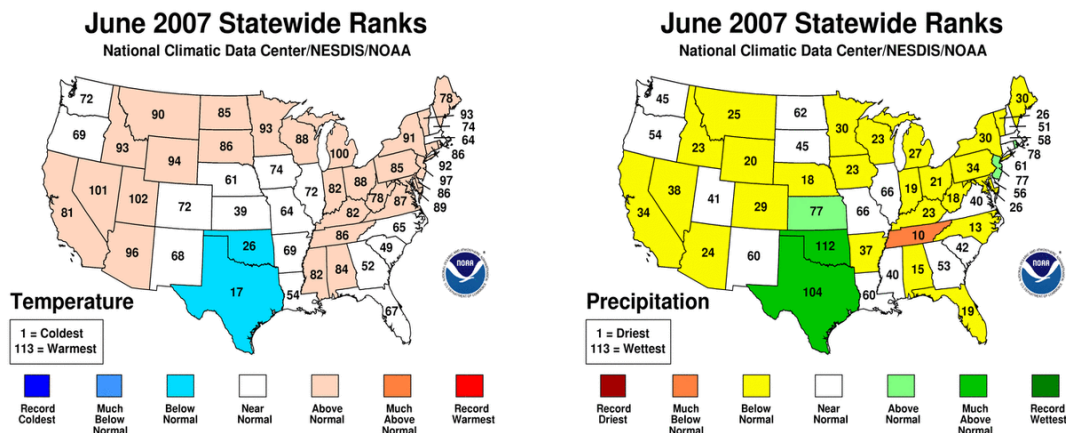 June 2007 Statewide Ranks
National Climatic Data Center/NESDIS/NOAA
72
69
90
93
94
85
86
93
88
100
78
93
74
64
86
92
97
86
89
91
85
81
101
102
72
61
39
74
64
72
82
88
78
87
82
65
86
49
96
68
26
17
69
54
82
84
52
67
NOAA
Temperature
1 = Coldest
113 = Warmest
Record
Coldest
Much
Below
Normal
Below
Normal
Near
Normal
Above
Normal
Much
Above
Normal
Record
Warmest
June 2007 Statewide Ranks
National Climatic Data Center/NESDIS/NOAA
45
54
25
23
20
62
45
30
23
27
30
26
51
58
78
61
77
56
26
30
34
34
38
41
29
18
77
23
66
66
19
21
18
40
23
13
10
42
24
60
112
104
37
60
40
15
53
19
NOAA
Precipitation
1 = Driest
113 = Wettest
Record
Driest
Much
Below
Normal
Below
Normal
Near
Normal
Above
Normal
Much
Above
Normal
Record
Wettest